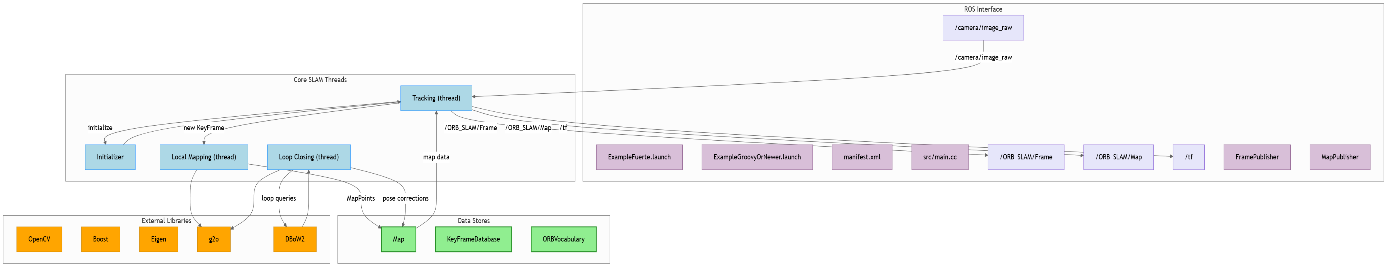 ROS Interface
/camera/image_raw
/camera/image_raw
Core SLAM Threads
Tracking (thread)
initialize
new KeyFrame
/ORB_SLAM/Frame
/ORB_SLAM/Map
/tf
Initializer
Local Mapping (thread)
Loop Closing (thread)
map data
ExampleFuerte.launch
ExampleGroovyOrNewer.launch
manifest.xml
src/main.cc
/ORB_SLAM/Frame
/ORB_SLAM/Map
/tf
FramePublisher
MapPublisher
loop queries
MapPoints
pose corrections
External Libraries
Data Stores
OpenCV
Boost
Eigen
g2o
DBoW2
Map
KeyFrameDatabase
ORBVocabulary